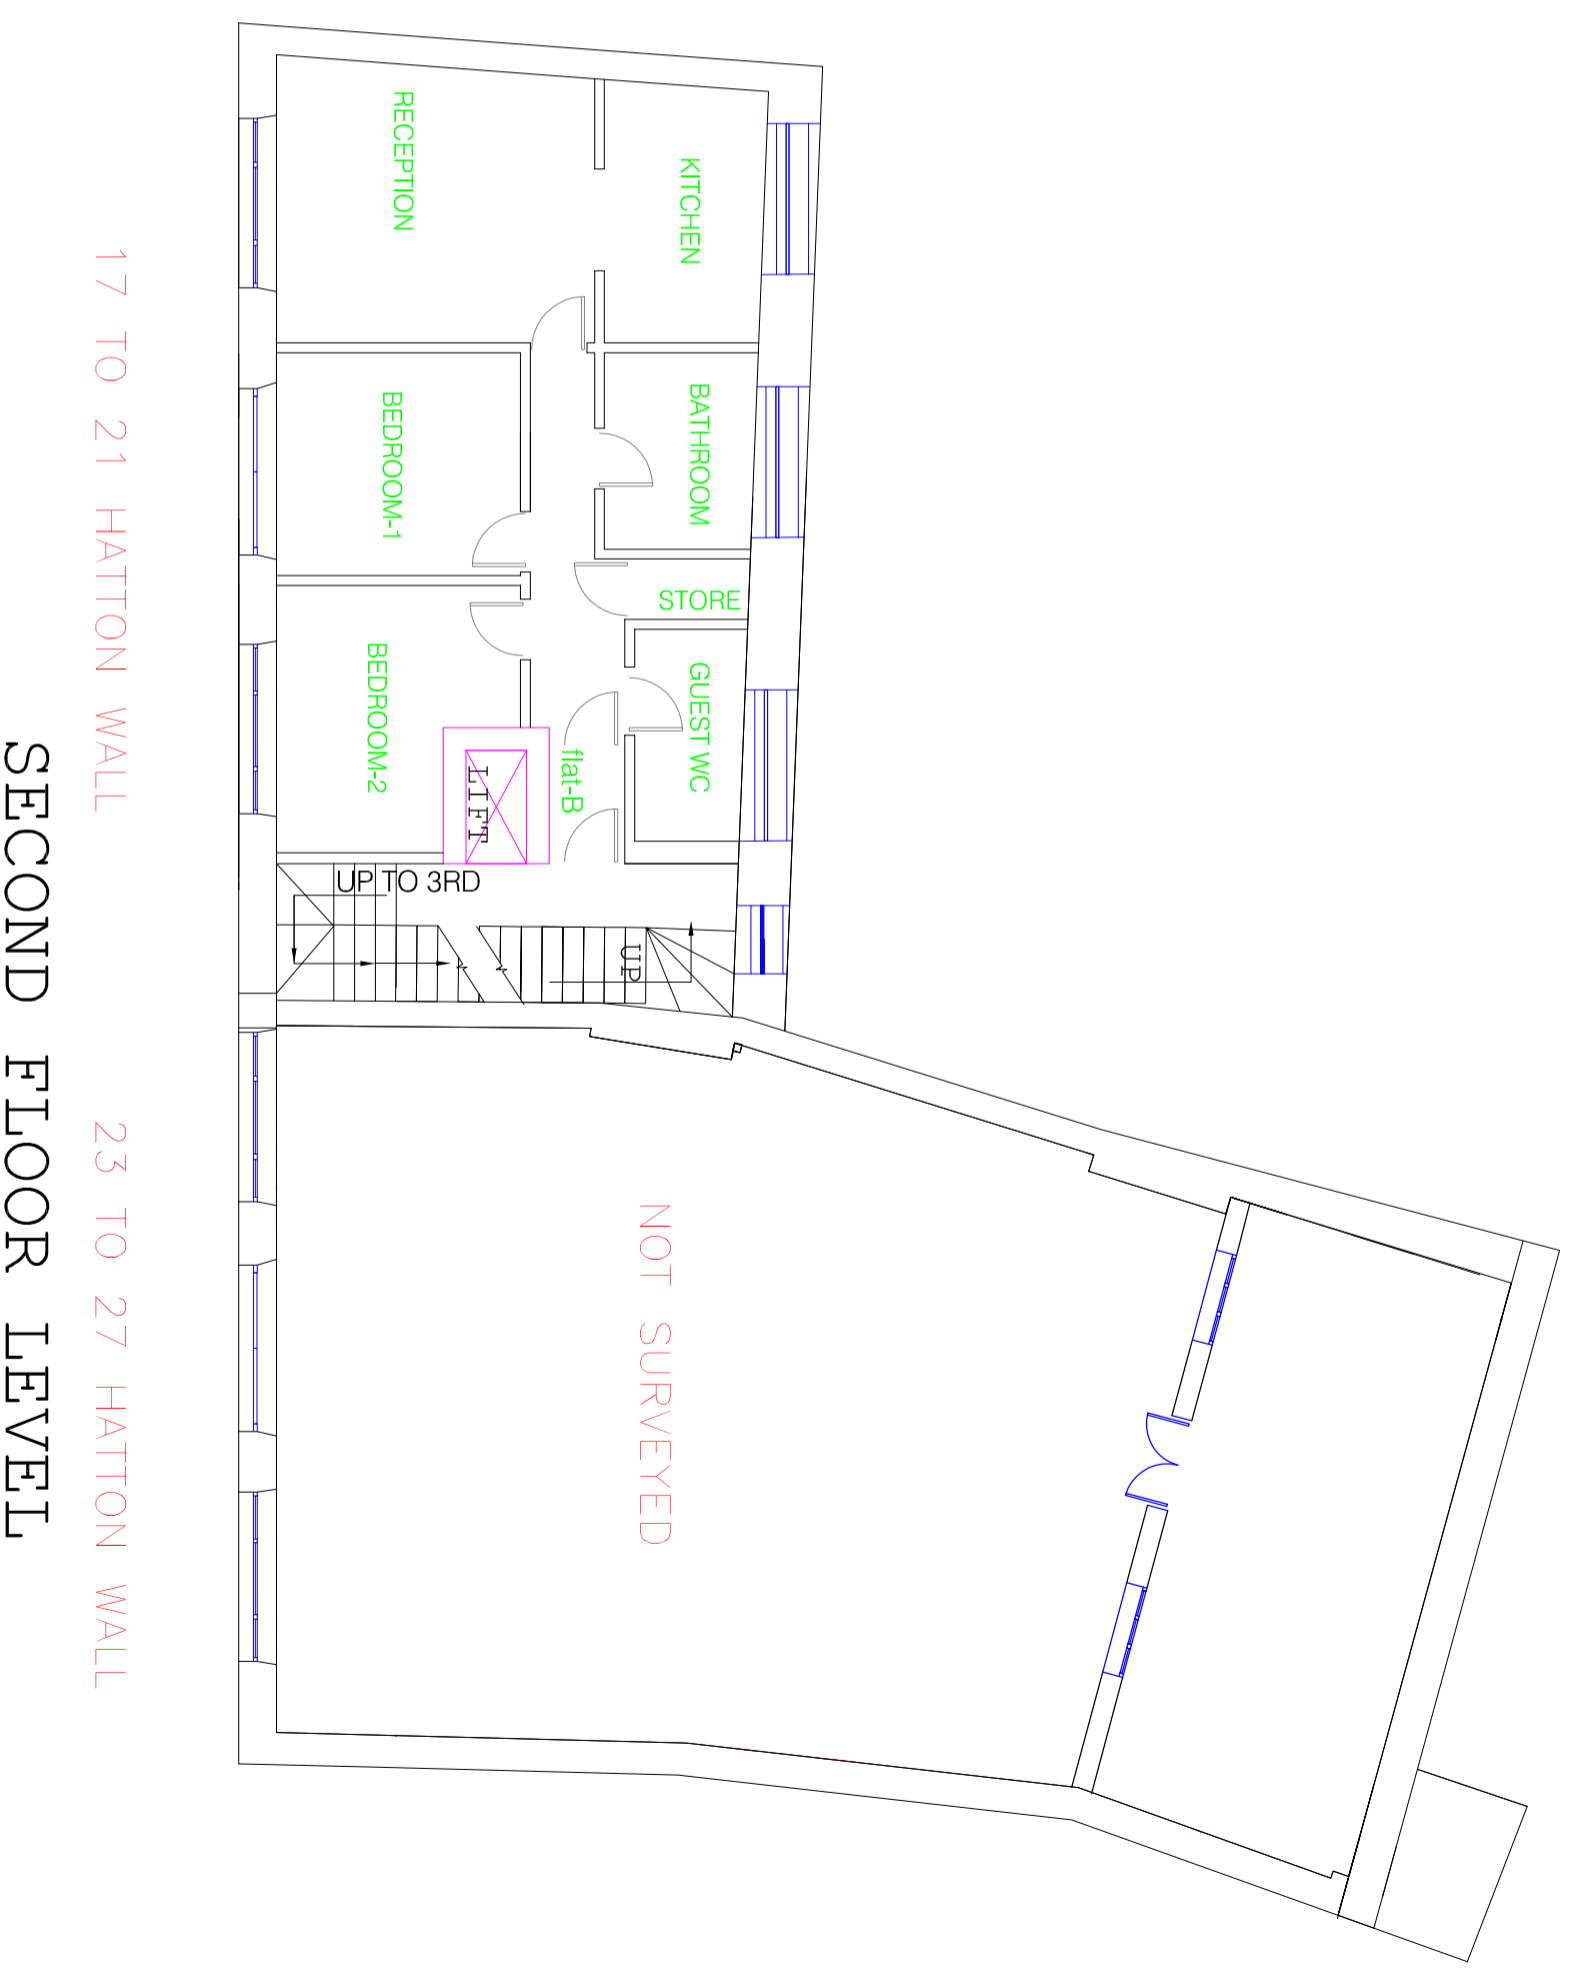 RECEPTION
KITCHEN
BEDROOM-1
BATHROOM
STORE
BEDROOM-2
GUEST WC
LIFT
flat-B
UP TO 3RD
UP
NOT SURVEYED
17 TO 21 HATTON WALL
23 TO 27 HATTON WALL
SECOND FLOOR LEVEL